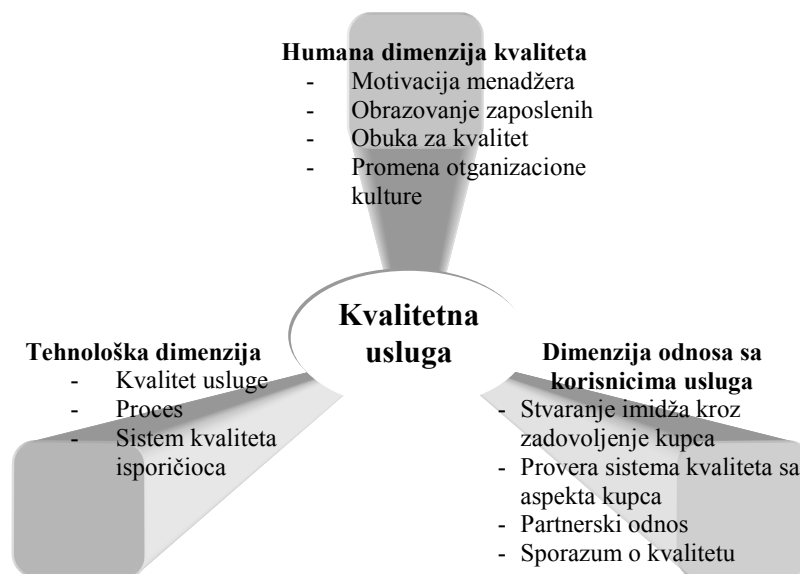 Humana dimenzija kvaliteta
- Motivacija menadžera
- Obrazovanje zaposlenih
- Obuka za kvalitet
- Promena otganizacione
kulture
Kvalitetna
usluga
Tehnološka dimenzija
- Kvalitet usluge
- Proces
- Sistem kvaliteta
isporičioca
Dimenzija odnosa sa
korisnicima usluga
- Stvaranje imidža kroz
zadovoljenje kupca
- Provera sistema kvaliteta sa
aspekta kupca
- Partnerski odnos
- Sporazum o kvalitetu